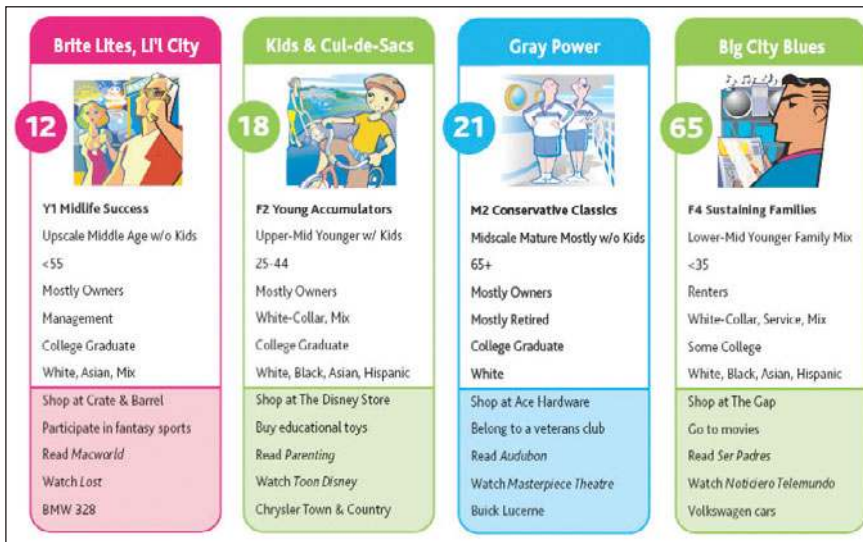 Brite Lites, Li'l City
12
Y1 Midlife Success
Upscale Middle Age w/o Kids
<55
Mostly Owners
Management
College Graduate
White, Asian, Mix
Shop at Crate & Barrel
Participate in fantasy sports
Read Macworld
Watch Lost
BMW 328
Kids & Cul-de-Sacs
18
F2 Young Accumulators
Upper-Mid Younger w/ Kids
25-44
Mostly Owners
White-Collar, Mix
College Graduate
White, Black, Asian, Hispanic
Shop at The Disney Store
Buy educational toys
Read Parenting
Watch Toon Disney
Chrysler Town & Country
Gray Power
21
M2 Conservative Classics
Midscale Mature Mostly w/o Kids
65+
Mostly Owners
Mostly Retired
College Graduate
White
Shop at Ace Hardware
Belong to a veterans club
Read Audubon
Watch Masterpiece Theatre
Buick Lucerne
Big City Blues
65
F4 Sustaining Families
Lower-Mid Younger Family Mix
<35
Renters
White-Collar, Service, Mix
Some College
White, Black, Asian, Hispanic
Shop at The Gap
Go to movies
Read Ser Padres
Watch Noticiero Telemundo
Volkswagen cars